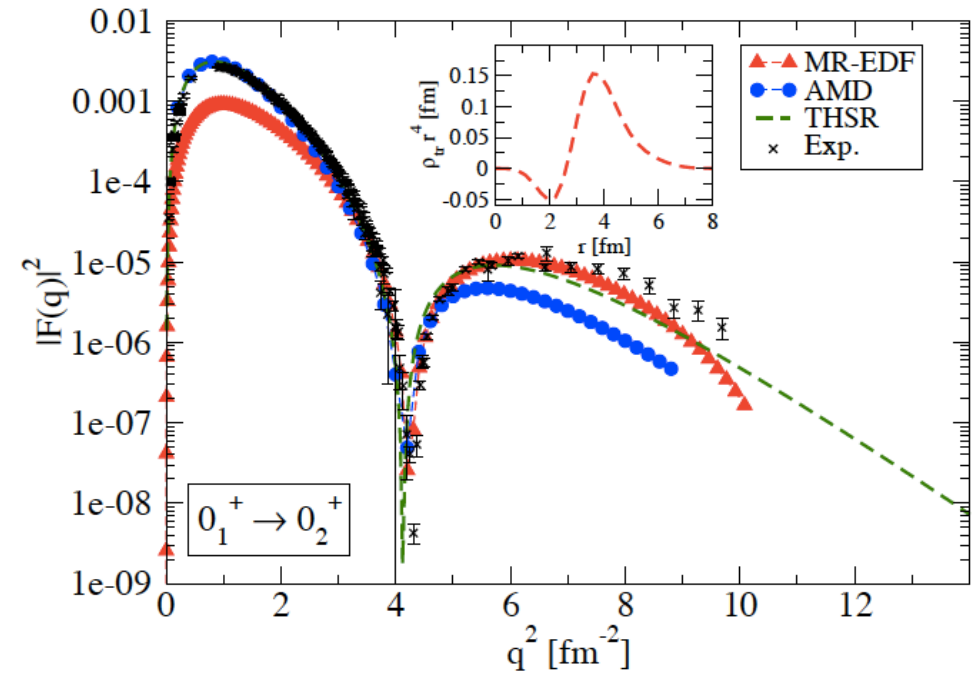 0.01
0.001
1e-4
1e-05
1e-06
1e-07
1e-08
1e-09
||F(q)||²
0 2 4 6 8 10 12
q² [fm⁻²]
0₁⁺ → 0₂⁺
0.15
0.1
0.05
0
-0.05
ρtr r⁴ [fm]
0 2 4 6 8
r [fm]
MR-EDF
AMD
THSR
Exp.